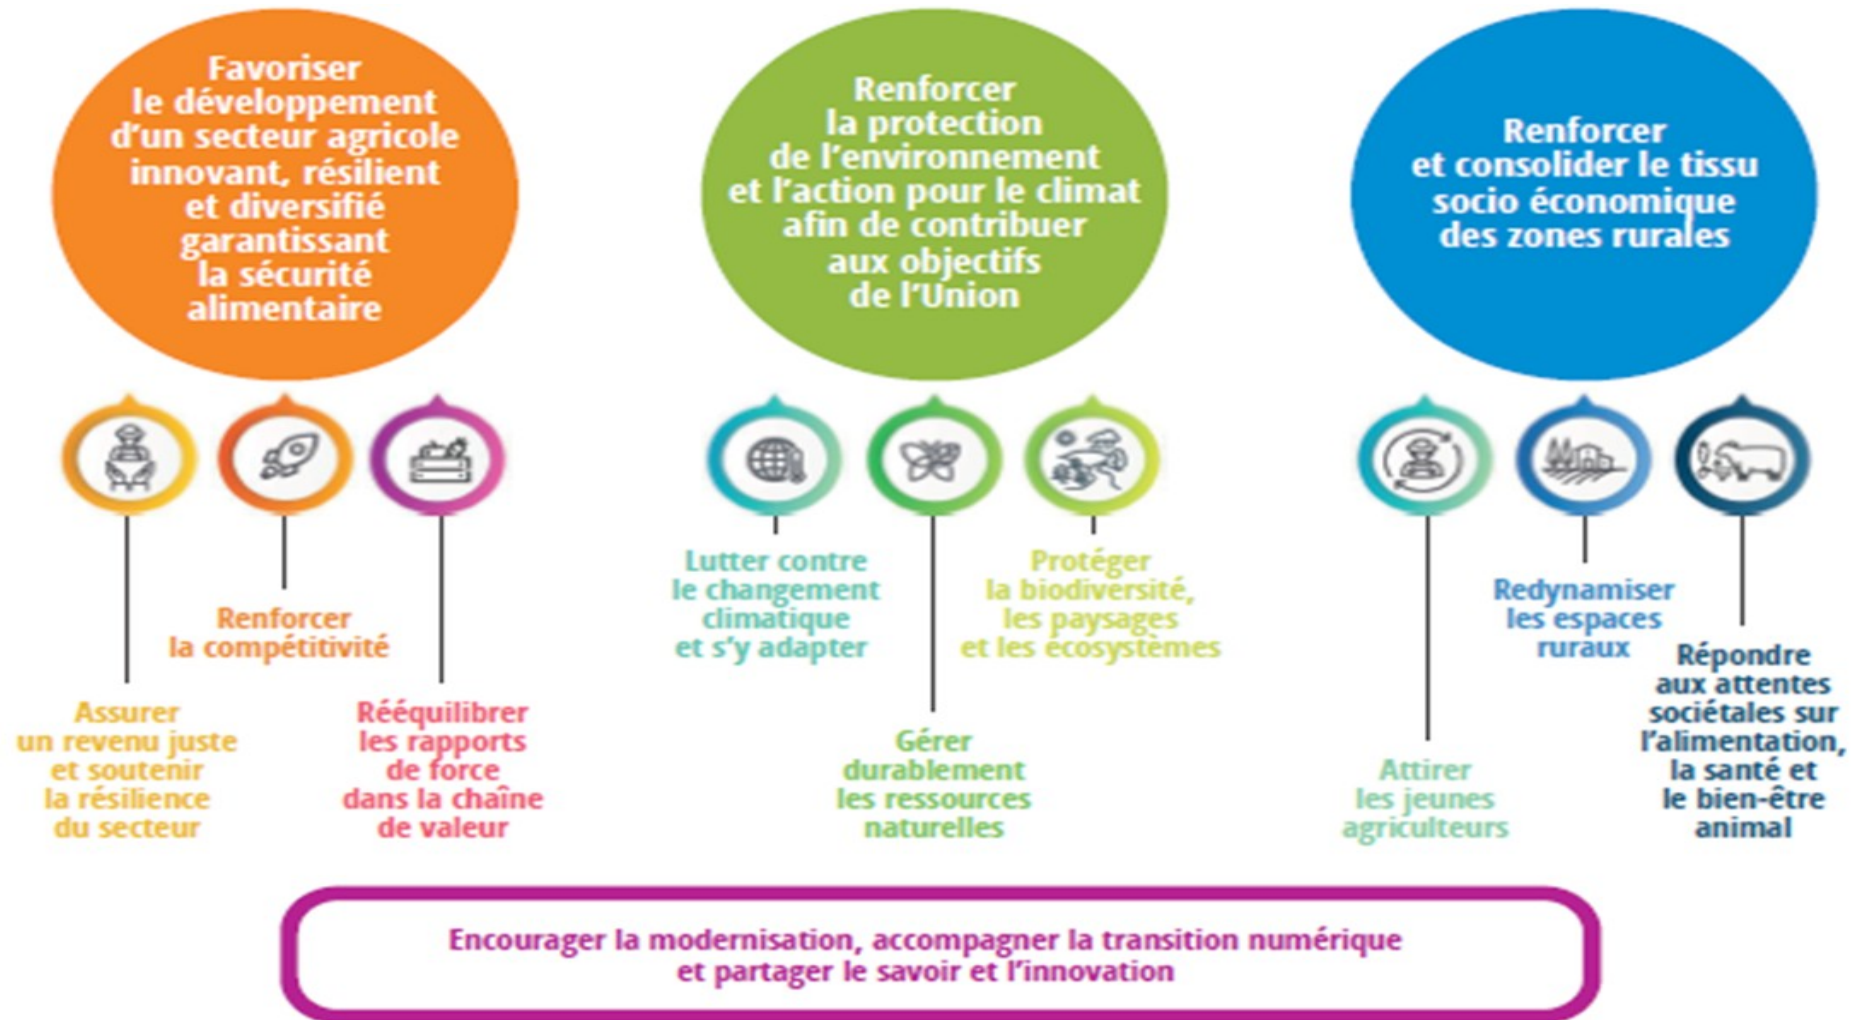 Favoriser
le développement
d'un secteur agricole
innovant, résilient
et diversifié
garantissant
la sécurité
alimentaire
Renforcer
la protection
de l'environnement
et l'action pour le climat
afin de contribuer
aux objectifs
de l'Union
Renforcer
et consolider le tissu
socio économique
des zones rurales
Assurer
un revenu juste
et soutenir
la résilience
du secteur
Renforcer
la compétitivité
Rééquilibrer
les rapports
de force
dans la chaîne
de valeur
Lutter contre
le changement
climatique
et s'y adapter
Gérer
durablement
les ressources
naturelles
Protéger
la biodiversité,
les paysages
et les écosystèmes
Attirer
les jeunes
agriculteurs
Redynamiser
les espaces
ruraux
Répondre
aux attentes
sociétales sur
l'alimentation,
la santé et
le bien-être
animal
Encourager la modernisation, accompagner la transition numérique
et partager le savoir et l'innovation